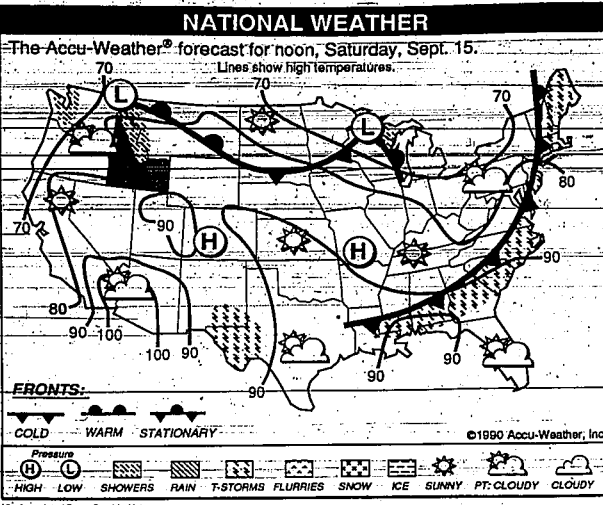 NATIONAL WEATHER
The Accu-Weather® forecast for noon, Saturday, Sept. 15.
Lines show high temperatures.
70
70
70
L
L
80
70
90
H
H
90
80
90
100
100
90
90
90
90
FRONTS:
COLD WARM STATIONARY
©1990 Accu-Weather, Inc.
Pressure
H L
HIGH LOW SHOWERS RAIN T-STORMS FLURRIES SNOW ICE SUNNY PT. CLOUDY CLOUDY